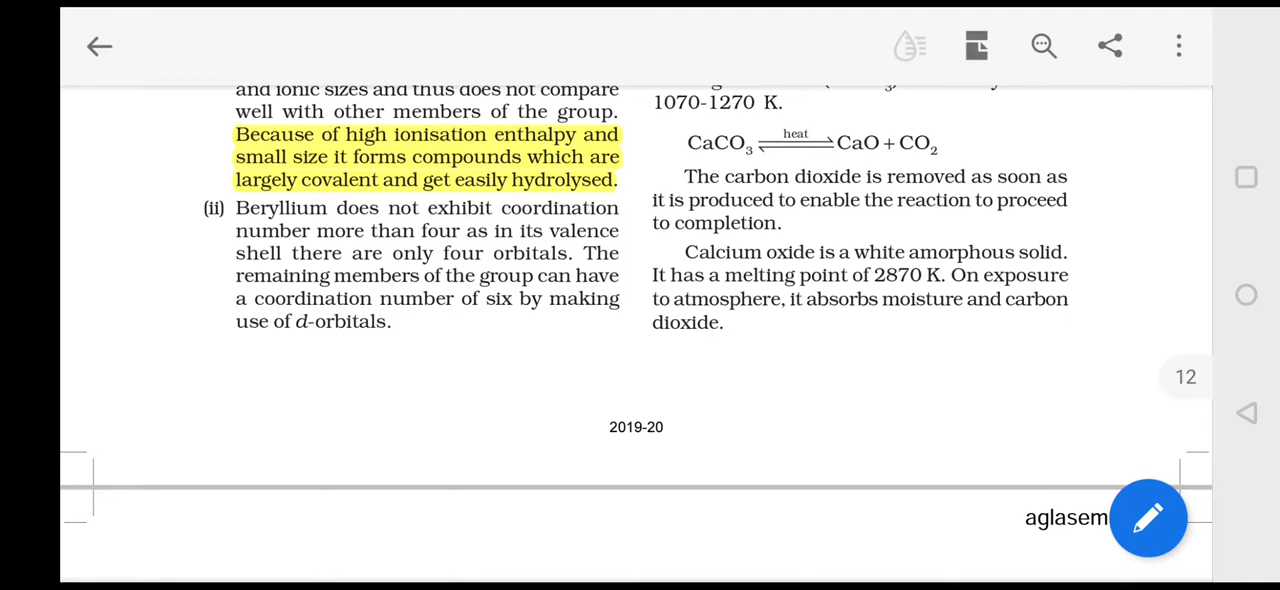 and ionic sizes and thus does not compare
well with other members of the group.
Because of high ionisation enthalpy and
small size it forms compounds which are
largely covalent and get easily hydrolysed.
(ii) Beryllium does not exhibit coordination
number more than four as in its valence
shell there are only four orbitals. The
remaining members of the group can have
a coordination number of six by making
use of d-orbitals.
1070-1270 K.
CaCO₃ ⇌ heat CaO + CO₂
The carbon dioxide is removed as soon as
it is produced to enable the reaction to proceed
to completion.
Calcium oxide is a white amorphous solid.
It has a melting point of 2870 K. On exposure
to atmosphere, it absorbs moisture and carbon
dioxide.
12
2019-20
aglasem